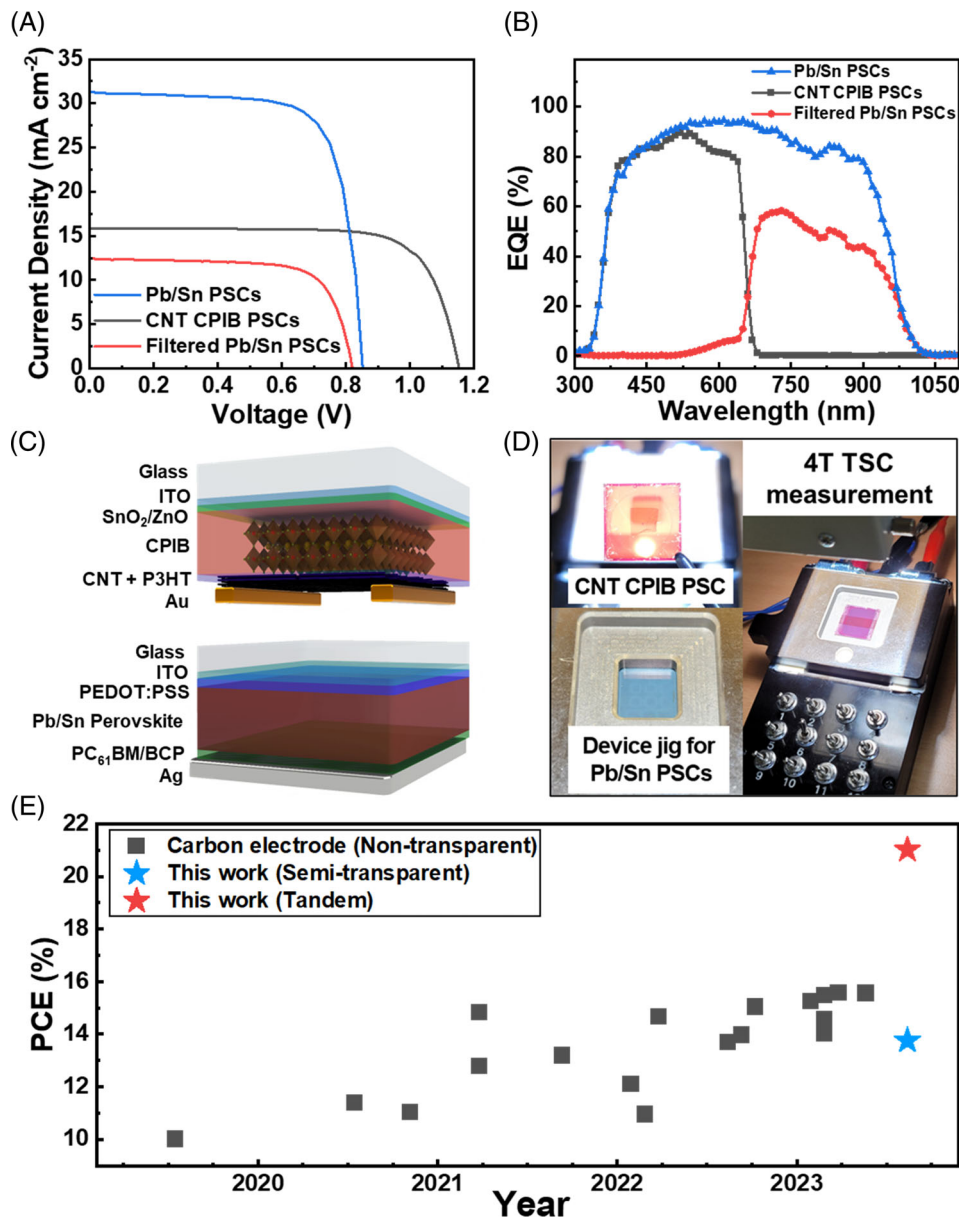 (A)
35
30
25
20
15
10
5
0
Current Density (mA cm⁻²)
Pb/Sn PSCs
CNT CPIB PSCs
Filtered Pb/Sn PSCs
0.0 0.2 0.4 0.6 0.8 1.0 1.2
Voltage (V)
(B)
Pb/Sn PSCs
CNT CPIB PSCs
Filtered Pb/Sn PSCs
100
80
60
40
20
0
EQE (%)
300 450 600 750 900 1050
Wavelength (nm)
(C)
Glass
ITO
SnO₂/ZnO
CPIB
CNT + P3HT
Au
Glass
ITO
PEDOT:PSS
Pb/Sn Perovskite
PC₆₁BM/BCP
Ag
(D)
CNT CPIB PSC
Device jig for
Pb/Sn PSCs
4T TSC
measurement
(E)
22
20
18
16
14
12
10
PCE (%)
Carbon electrode (Non-transparent)
This work (Semi-transparent)
This work (Tandem)
2020 2021 2022 2023
Year